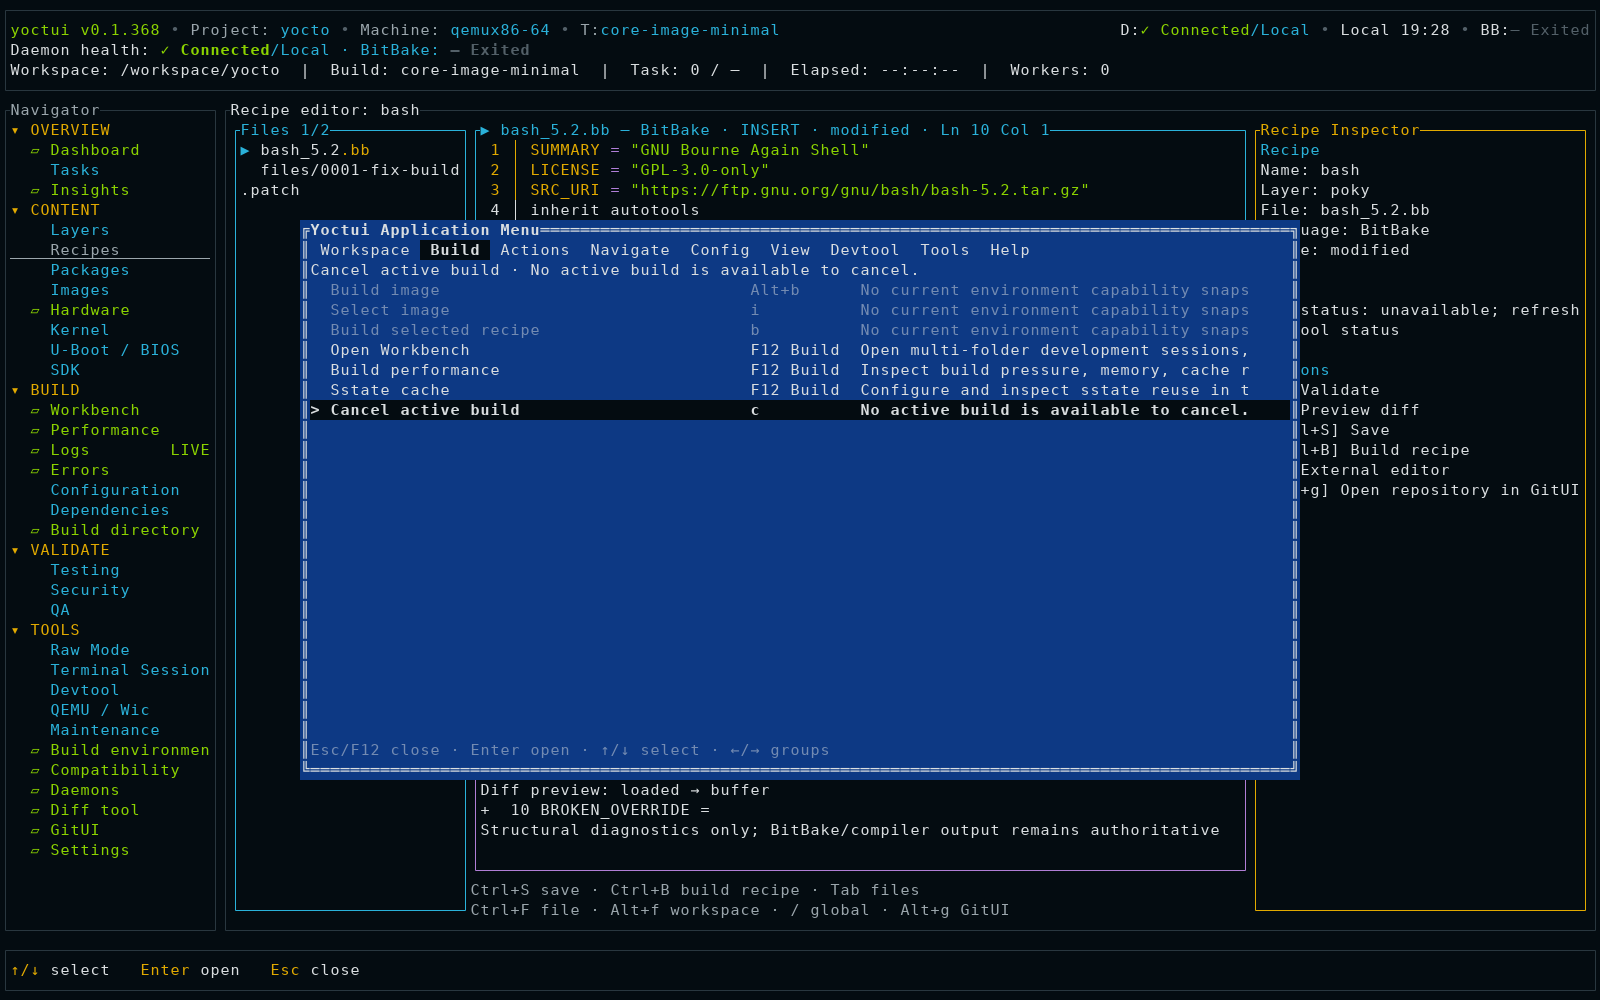 yoctui v0.1.368 • Project: yocto • Machine: qemux86-64 • T:core-image-minimal D:✓ Connected/Local • Local 19:28 • BB:— Exited
Daemon health: ✓ Connected/Local · BitBake: — Exited
Workspace: /workspace/yocto | Build: core-image-minimal | Task: 0 / — | Elapsed: --:--:-- | Workers: 0
Navigator
▾ OVERVIEW
▱ Dashboard
Tasks
▱ Insights
▾ CONTENT
Layers
Recipes
Packages
Images
▱ Hardware
Kernel
U-Boot / BIOS
SDK
▾ BUILD
▱ Workbench
▱ Performance
▱ Logs LIVE
▱ Errors
Configuration
Dependencies
▱ Build directory
▾ VALIDATE
Testing
Security
QA
▾ TOOLS
Raw Mode
Terminal Session
Devtool
QEMU / Wic
Maintenance
▱ Build environmen
▱ Compatibility
▱ Daemons
▱ Diff tool
▱ GitUI
▱ Settings
Recipe editor: bash
Files 1/2
▶ bash_5.2.bb
files/0001-fix-build
.patch
▶ bash_5.2.bb — BitBake · INSERT · modified · Ln 10 Col 1
1 SUMMARY = "GNU Bourne Again Shell"
2 LICENSE = "GPL-3.0-only"
3 SRC_URI = "https://ftp.gnu.org/gnu/bash/bash-5.2.tar.gz"
4 inherit autotools
Yoctui Application Menu
Workspace Build Actions Navigate Config View Devtool Tools Help
Cancel active build · No active build is available to cancel.
Build image Alt+b No current environment capability snaps
Select image i No current environment capability snaps
Build selected recipe b No current environment capability snaps
Open Workbench F12 Build Open multi-folder development sessions,
Build performance F12 Build Inspect build pressure, memory, cache r
Sstate cache F12 Build Configure and inspect sstate reuse in t
> Cancel active build c No active build is available to cancel.
Esc/F12 close · Enter open · ↑/↓ select · ←/→ groups
Diff preview: loaded → buffer
+ 10 BROKEN_OVERRIDE =
Structural diagnostics only; BitBake/compiler output remains authoritative
Ctrl+S save · Ctrl+B build recipe · Tab files
Ctrl+F file · Alt+f workspace · / global · Alt+g GitUI
Recipe Inspector
Recipe
Name: bash
Layer: poky
File: bash_5.2.bb
uage: BitBake
e: modified
status: unavailable; refresh
ool status
ons
Validate
Preview diff
l+S] Save
l+B] Build recipe
External editor
+g] Open repository in GitUI
↑/↓ select Enter open Esc close